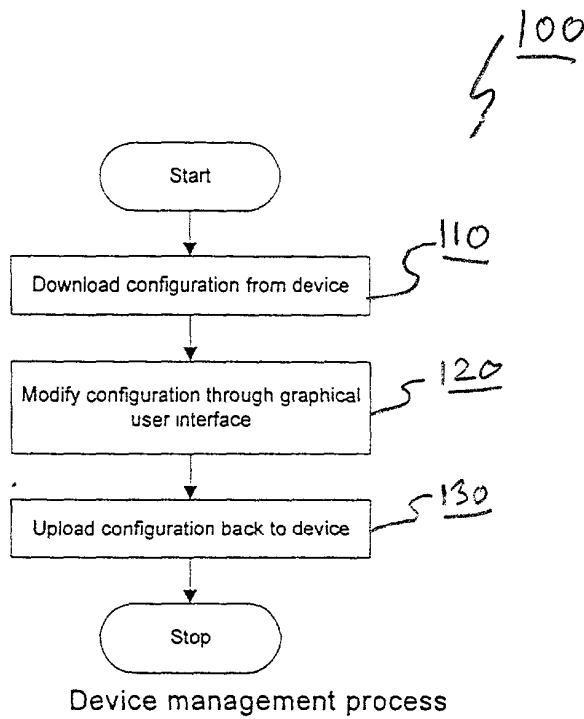 100
Start
110
Download configuration from device
120
Modify configuration through graphical
user interface
130
Upload configuration back to device
Stop
Device management process